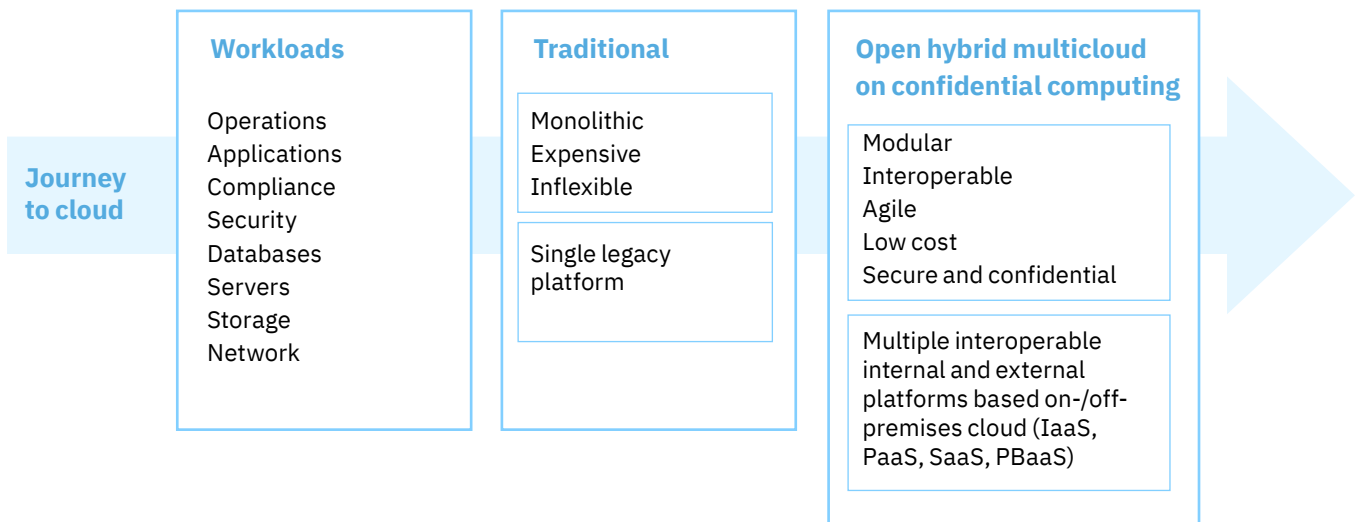 Journey
to cloud
Workloads
Operations
Applications
Compliance
Security
Databases
Servers
Storage
Network
Traditional
Monolithic
Expensive
Inflexible
Single legacy
platform
Open hybrid multicloud
on confidential computing
Modular
Interoperable
Agile
Low cost
Secure and confidential
Multiple interoperable
internal and external
platforms based on-/off-
premises cloud (IaaS,
PaaS, SaaS, PBaaS)